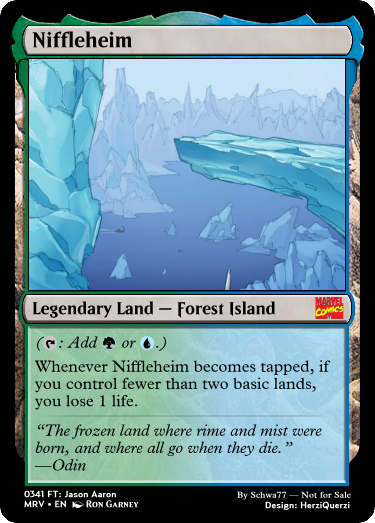 Niffleheim
Legendary Land — Forest Island
MARVEL
COMICS
(: Add or .)
Whenever Niffleheim becomes tapped, if
you control fewer than two basic lands,
you lose 1 life.
“The frozen land where rime and mist were
born, and where all go when they die.”
—Odin
0341 FT: Jason Aaron
MRV • EN Ron Garney
By Schwa77 — Not for Sale
Design: HerziQuerzi